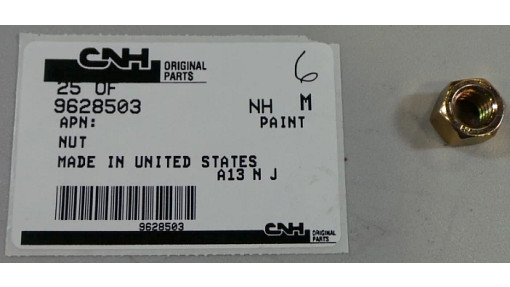 CNH ORIGINAL PARTS
6
25 OF
9628503 NH M
APN: PAINT
NUT
MADE IN UNITED STATES
A13 N J
9628503
CNH ORIGINAL PARTS